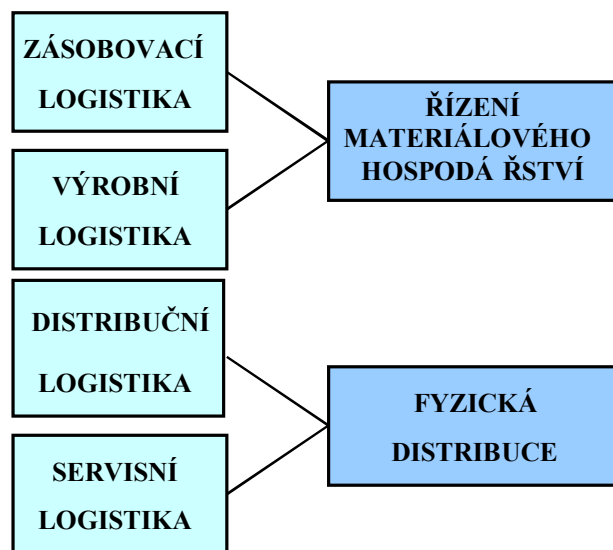 ZÁSOBOVACÍ
LOGISTIKA
VÝROBNÍ
LOGISTIKA
ŘÍZENÍ
MATERIÁLOVÉHO
HOSPODÁ ŘSTVÍ
DISTRIBUČNÍ
LOGISTIKA
SERVISNÍ
LOGISTIKA
FYZICKÁ
DISTRIBUCE